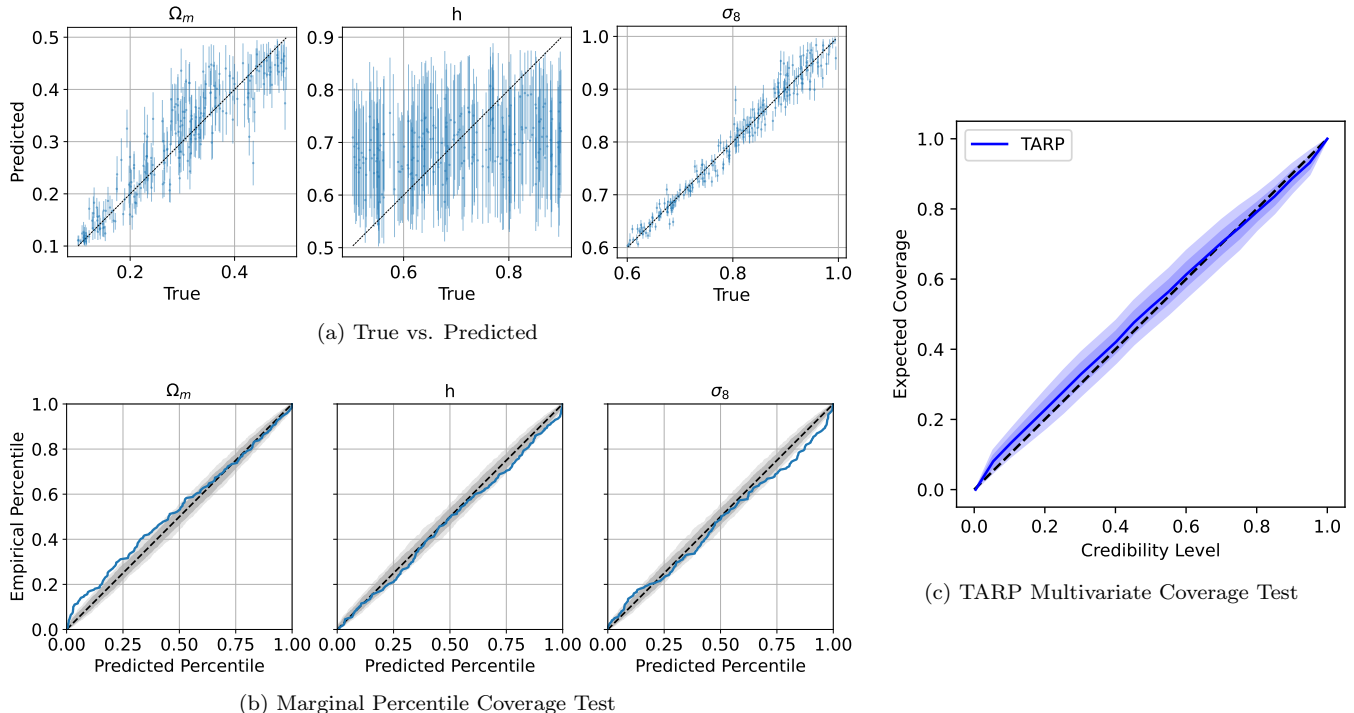 Ωm h σ8
Predicted
0.5 0.4 0.3 0.2 0.1
0.9 0.8 0.7 0.6 0.5
1.0 0.9 0.8 0.7 0.6
0.2 0.4 0.6 0.8 0.6 0.8 1.0
True True True
(a) True vs. Predicted
Ωm h σ8
Empirical Percentile
1.0 0.8 0.6 0.4 0.2 0.0
0.00 0.25 0.50 0.75 1.00 0.00 0.25 0.50 0.75 1.00 0.00 0.25 0.50 0.75 1.00
Predicted Percentile Predicted Percentile Predicted Percentile
(b) Marginal Percentile Coverage Test
TARP
Expected Coverage
1.0 0.8 0.6 0.4 0.2 0.0
0.0 0.2 0.4 0.6 0.8 1.0
Credibility Level
(c) TARP Multivariate Coverage Test